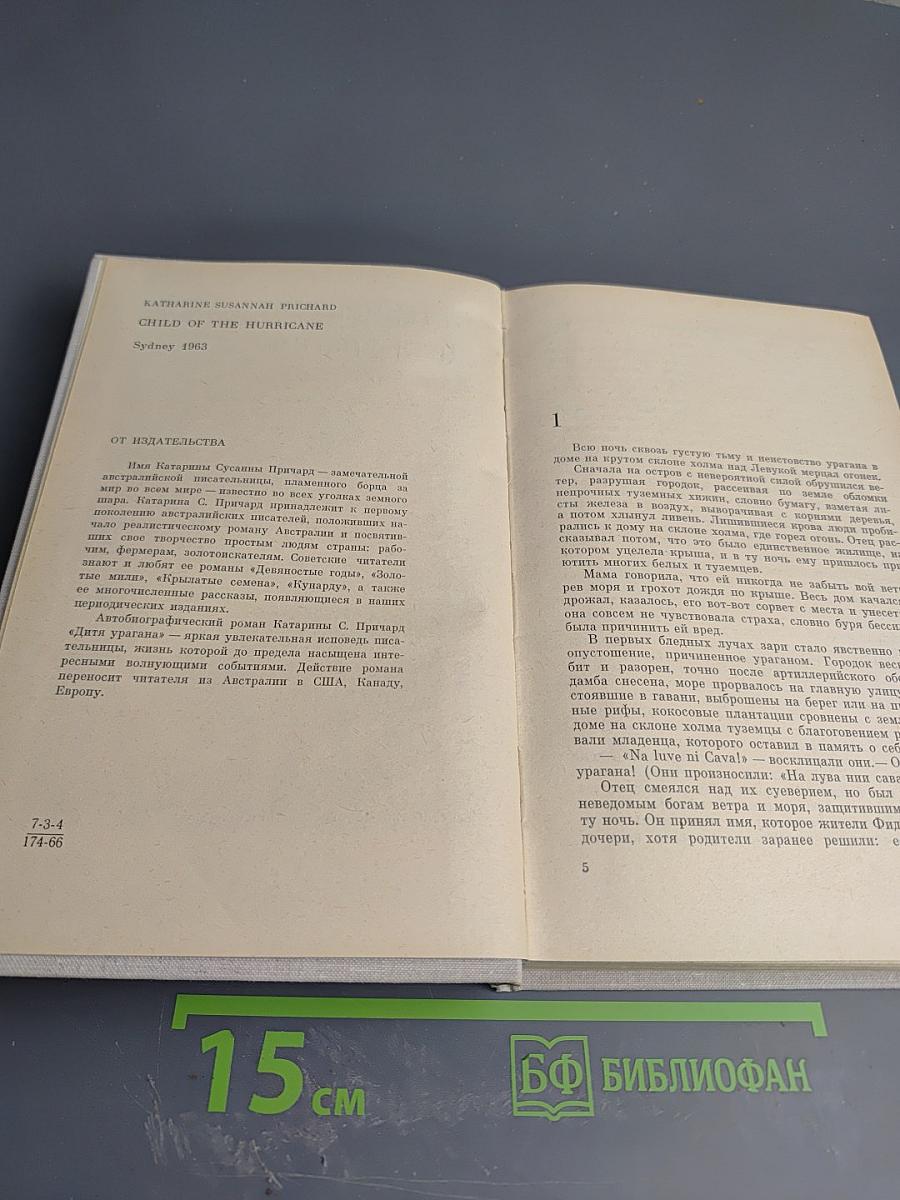 KATHARINE SUSANNAH PRICHARD
CHILD OF THE HURRICANE
Sydney 1963
ОТ ИЗДАТЕЛЬСТВА
Имя Катарины Сусанны Причард — замечательной
австралийской писательницы, пламенного борца за
мир во всем мире — известно во всех уголках земного
шара. Катарина С. Причард принадлежит к первому
поколению австралийских писателей, положивших на-
чало реалистическому роману Австралии и посвятив-
ших свое творчество простым людям страны: рабо-
чим, фермерам, золотоискателям. Советские читатели
знают и любят ее романы «Девяностые годы», «Золо-
тые мили», «Крылатые семена», «Кунарду», а также
ее многочисленные рассказы, появляющиеся в наших
периодических изданиях.
Автобиографический роман Катарины С. Причард
«Дитя урагана» — яркая увлекательная исповедь писа-
тельницы, жизнь которой до предела насыщена инте-
ресными волнующими событиями. Действие романа
переносит читателя из Австралии в США, Канаду,
Европу.
7-3-4
174-66
1
Всю ночь сквозь густую тьму и неистовство урагана в
доме на крутом склоне холма над Левукой мерцал огонек.
Сначала на остров с невероятной силой обрушился ве-
тер, разрушая городок, рассеивая по земле обломки
непрочных туземных хижин, словно бумагу, взметая ли-
сты железа в воздух, выворачивая с корнями деревья,
а потом хлынул ливень. Лишившиеся крова люди проби-
рались к дому на склоне холма, где горел огонь. Отец рас-
сказывал потом, что это было единственное жилище, на
котором уцелела крыша, и в ту ночь ему пришлось при
ютить многих белых и туземцев.
Мама говорила, что ей никогда не забыть вой вет
рев моря и грохот дождя по крыше. Весь дом качался
дрожал, казалось, его вот-вот сорвет с места и унесет
она совсем не чувствовала страха, словно буря бесси
была причинить ей вред.
В первых бледных лучах зари стало явственно
опустошение, причиненное ураганом. Городок вес
бит и разорен, точно после артиллерийского обс
дамба снесена, море прорвалось на главную улицу
стоявшие в гавани, выброшены на берег или на п
ные рифы, кокосовые плантации сровнены с зем
доме на склоне холма туземцы с благоговением р
вали младенца, которого оставил в память о себ
— «Na luve ni Cava!» — восклицали они. — О
урагана! (Они произносили: «На лува нии сава
Отец смеялся над их суеверием, но был
неведомым богам ветра и моря, защитившим
ту ночь. Он принял имя, которое жители Фид
дочери, хотя родители заранее решили: е
5
15 см
БФ БИБЛИОФАН